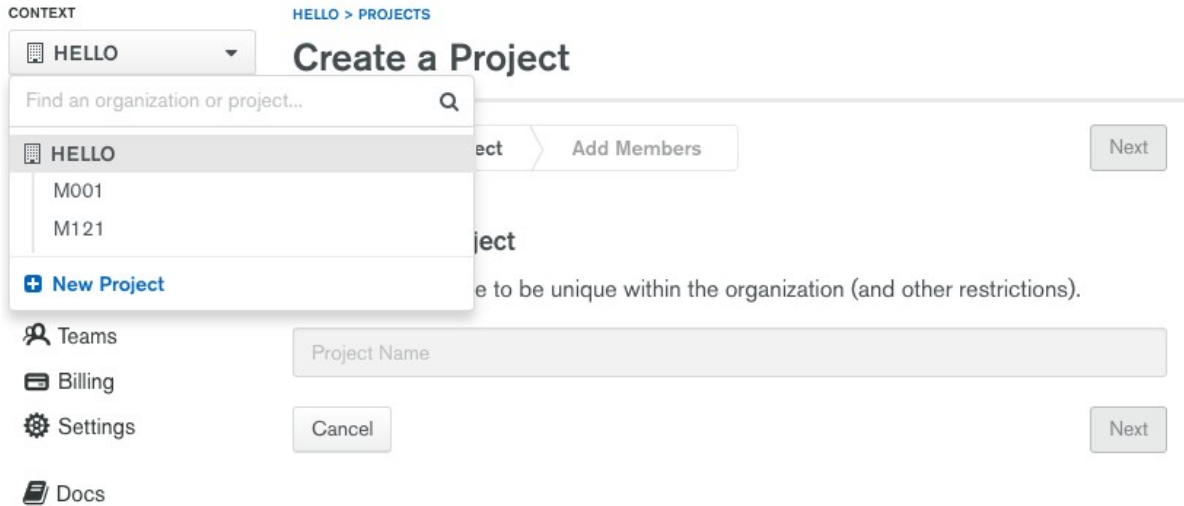 CONTEXT
HELLO
Find an organization or project...
HELLO
M001
M121
New Project
Teams
Billing
Settings
Docs
HELLO > PROJECTS
Create a Project
ect
Add Members
Next
ject
e to be unique within the organization (and other restrictions).
Project Name
Cancel
Next